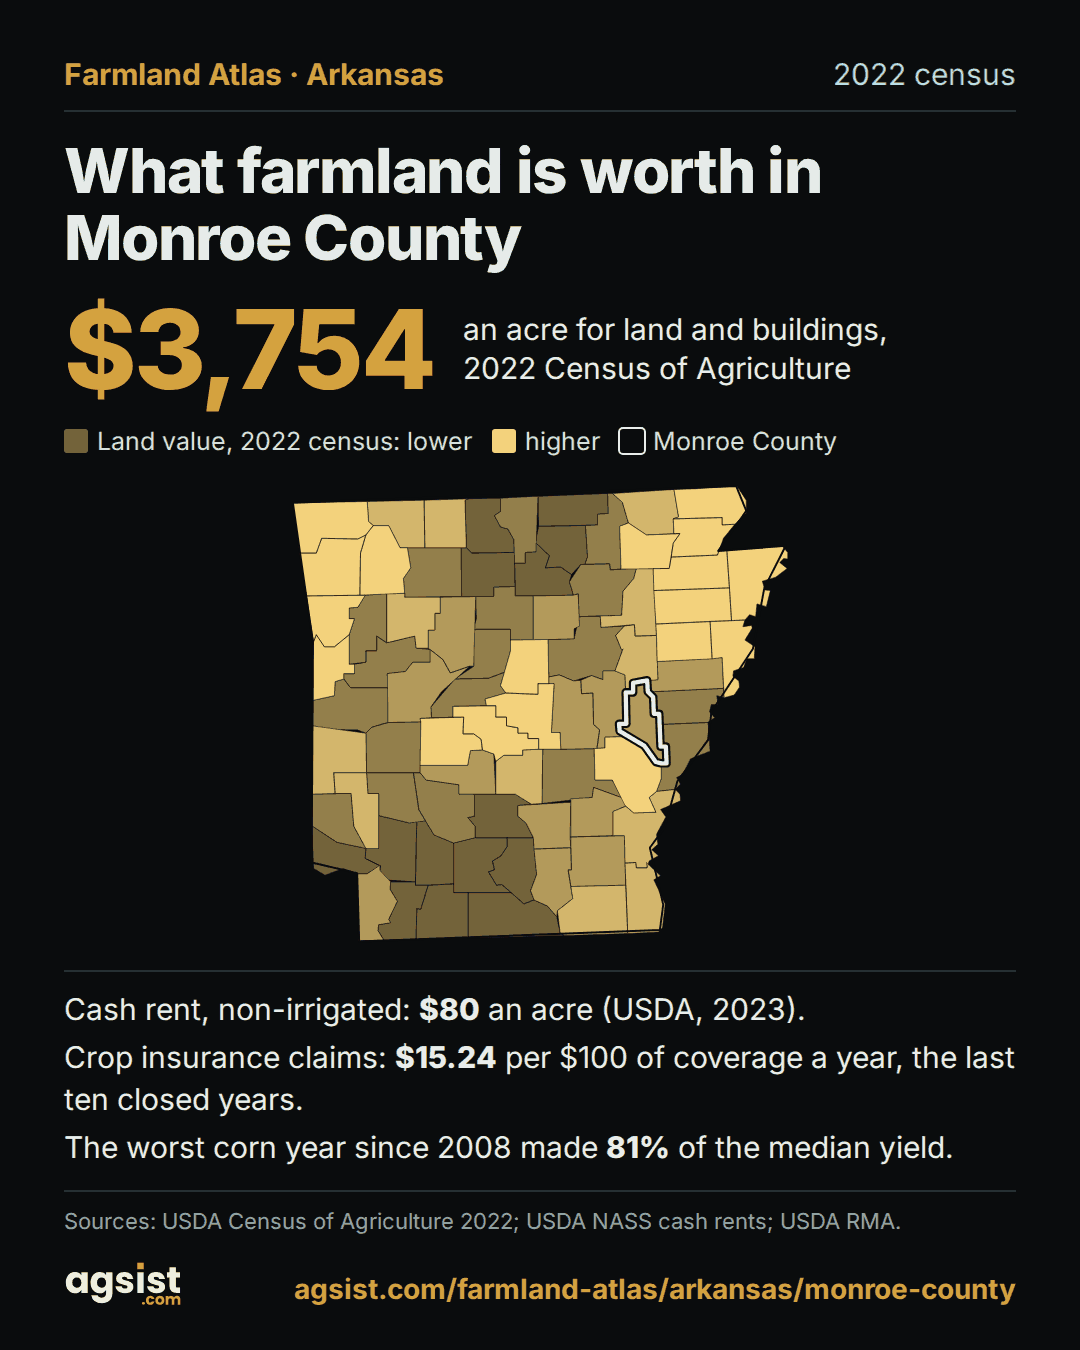 Farmland Atlas · Arkansas
2022 census
What farmland is worth in
Monroe County
$3,754
an acre for land and buildings,
2022 Census of Agriculture
Land value, 2022 census: lower
higher
Monroe County
Cash rent, non-irrigated: $80 an acre (USDA, 2023).
Crop insurance claims: $15.24 per $100 of coverage a year, the last
ten closed years.
The worst corn year since 2008 made 81% of the median yield.
Sources: USDA Census of Agriculture 2022; USDA NASS cash rents; USDA RMA.
agsist
.com
agsist.com/farmland-atlas/arkansas/monroe-county